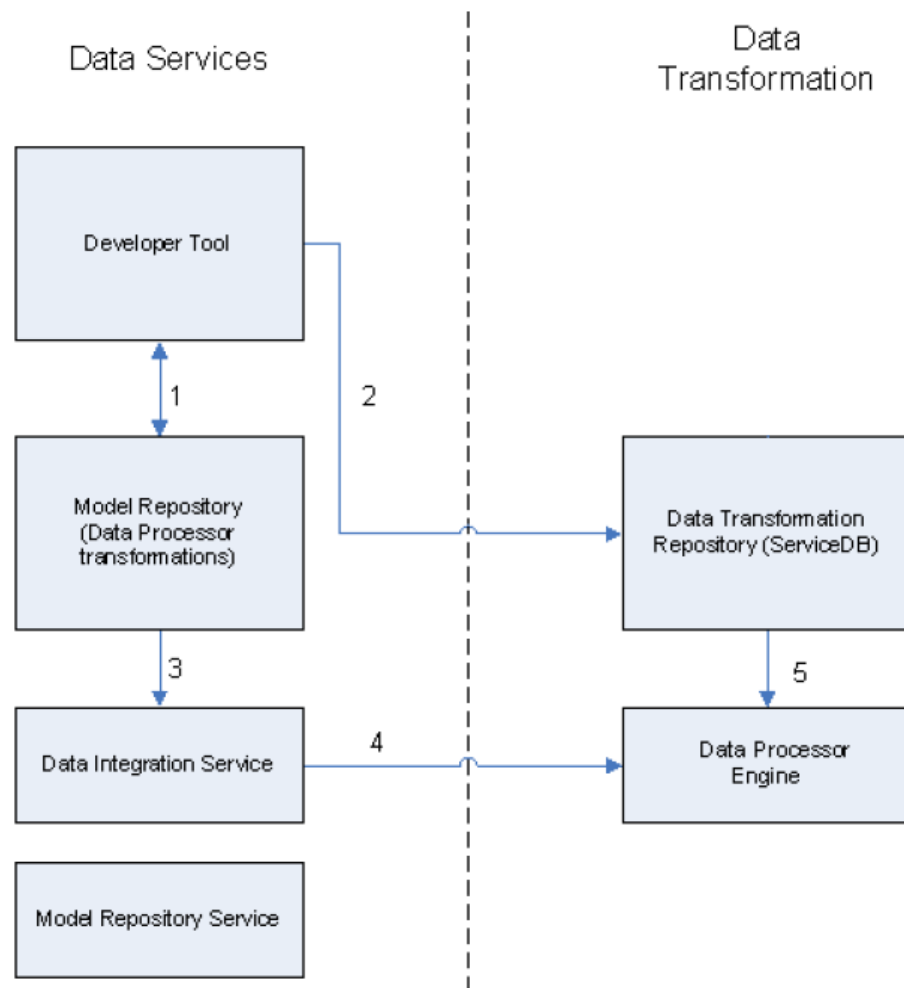 Data Services
Data
Transformation
Developer Tool
1
2
Model Repository
(Data Processor
transformations)
Data Transformation
Repository (ServiceDB)
3
5
Data Integration Service
4
Data Processor
Engine
Model Repository Service